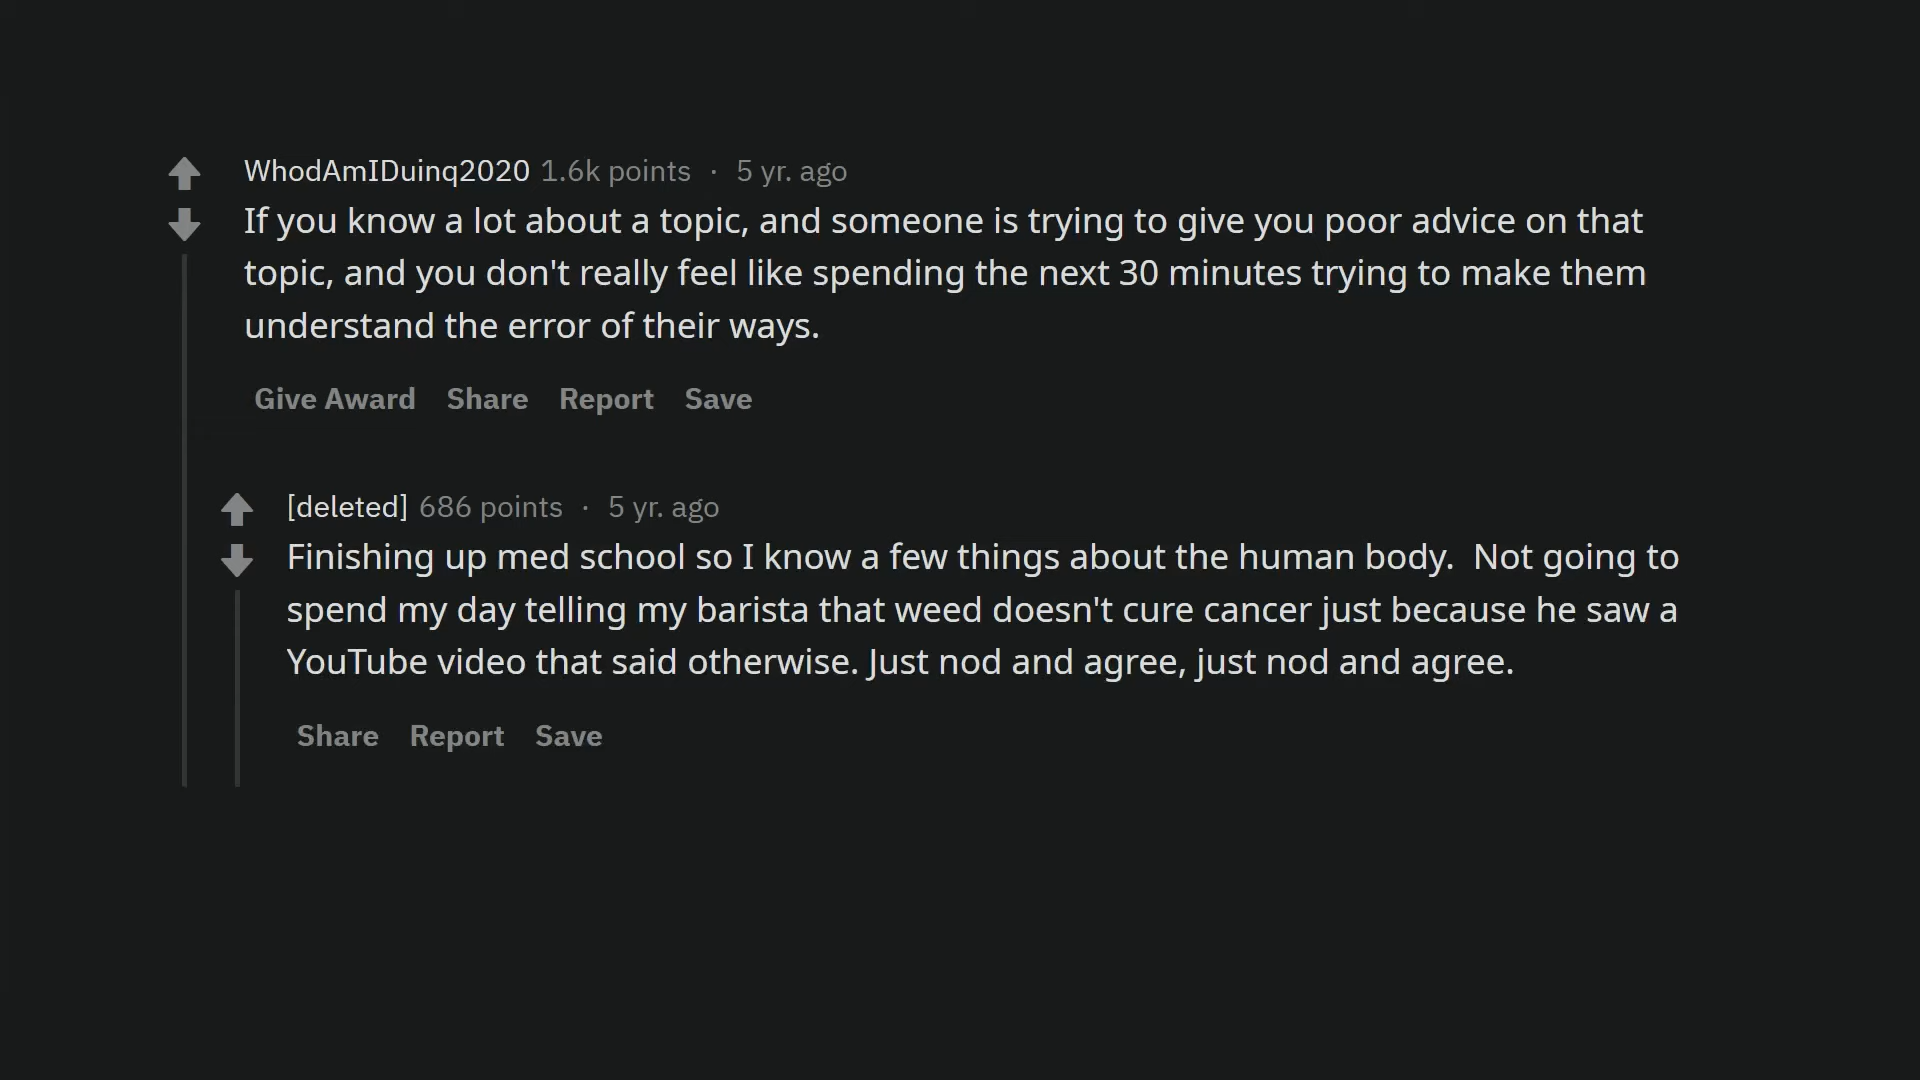 WhodAmIDuinq2020 1.6k points · 5 yr. ago
If you know a lot about a topic, and someone is trying to give you poor advice on that
topic, and you don't really feel like spending the next 30 minutes trying to make them
understand the error of their ways.
Give Award Share Report Save
[deleted] 686 points · 5 yr. ago
Finishing up med school so I know a few things about the human body.  Not going to
spend my day telling my barista that weed doesn't cure cancer just because he saw a
YouTube video that said otherwise. Just nod and agree, just nod and agree.
Share Report Save